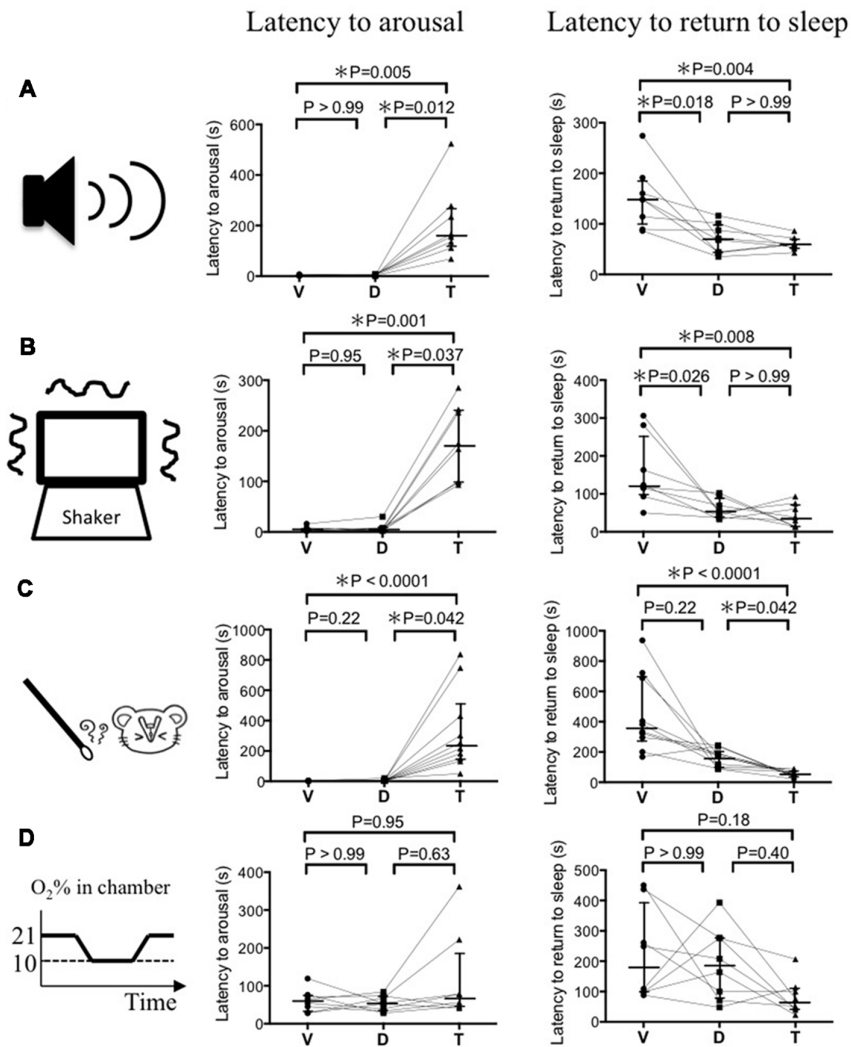 Latency to arousal Latency to return to sleep
A
∗P=0.005
P > 0.99 ∗P=0.012
Latency to arousal (s)
600
400
200
0
V D T
∗P=0.004
∗P=0.018 P > 0.99
Latency to return to sleep (s)
300
200
100
0
V D T
B
Shaker
∗P=0.001
P=0.95 ∗P=0.037
Latency to arousal (s)
300
200
100
0
V D T
∗P=0.008
∗P=0.026 P > 0.99
Latency to return to sleep (s)
400
300
200
100
0
V D T
C
∗P < 0.0001
P=0.22 ∗P=0.042
Latency to arousal (s)
1000
800
600
400
200
0
V D T
∗P < 0.0001
P=0.22 ∗P=0.042
Latency to return to sleep (s)
1000
800
600
400
200
0
V D T
D
O₂% in chamber
21
10
Time
P=0.95
P > 0.99 P=0.63
Latency to arousal (s)
400
300
200
100
0
V D T
P=0.18
P > 0.99 P=0.40
Latency to return to sleep (s)
500
400
300
200
100
0
V D T